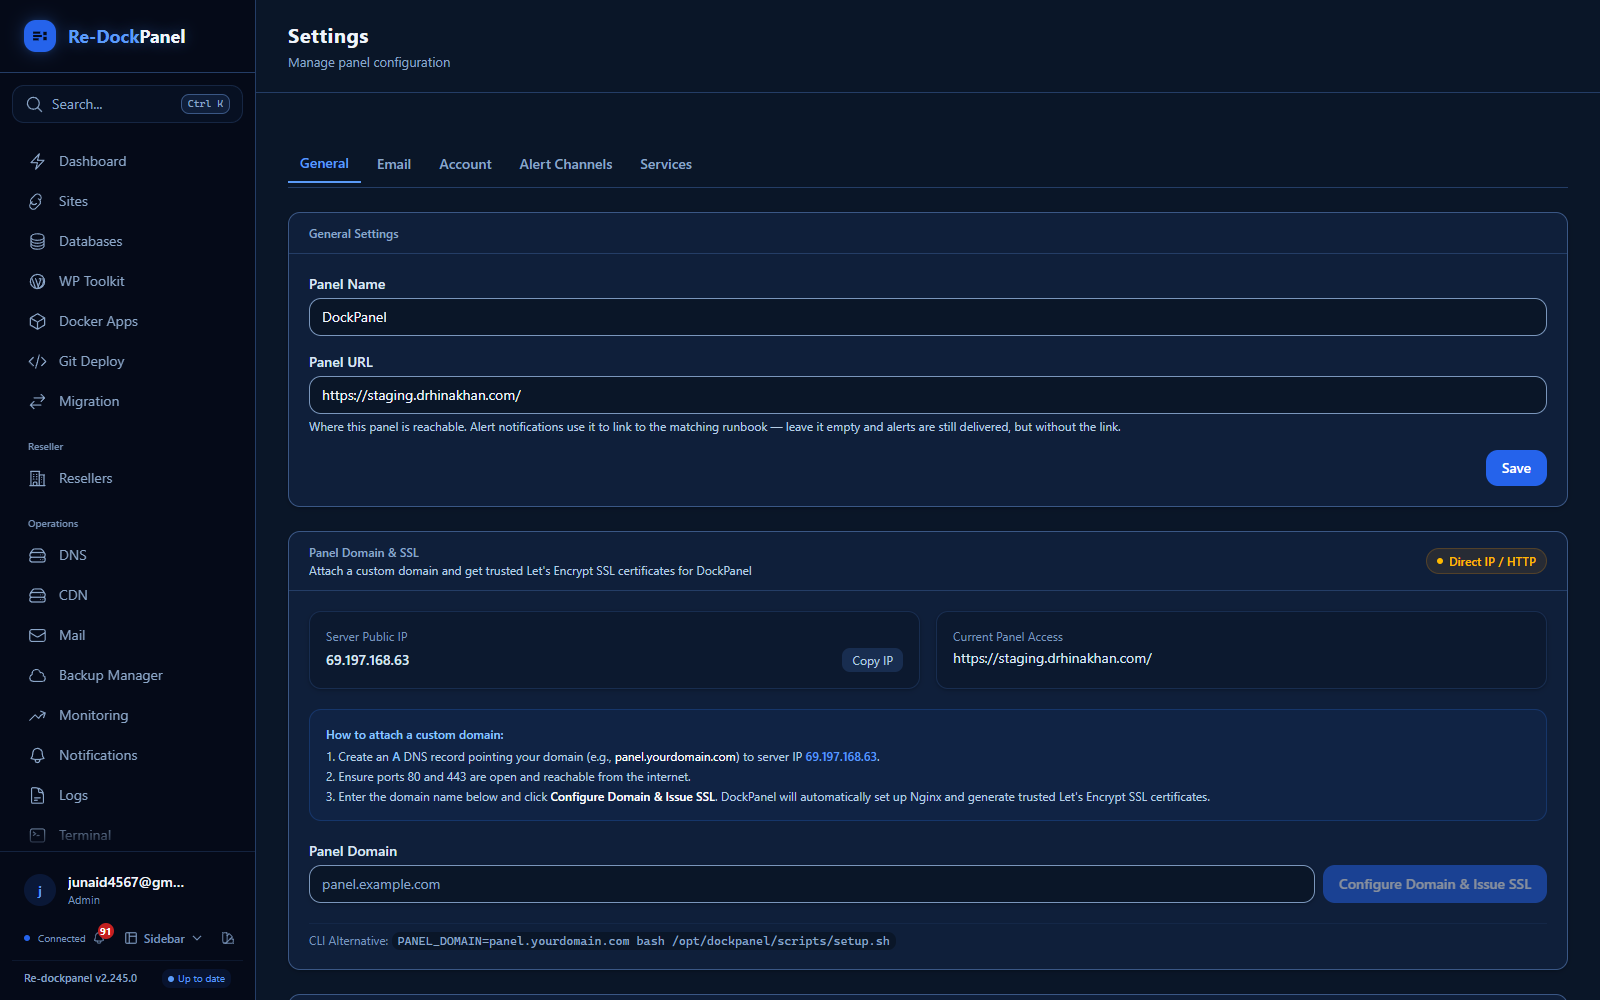 Re-DockPanel
Search...
Ctrl K
Dashboard
Sites
Databases
WP Toolkit
Docker Apps
Git Deploy
Migration
Reseller
Resellers
Operations
DNS
CDN
Mail
Backup Manager
Monitoring
Notifications
Logs
Terminal
j
junaid4567@gm...
Admin
Connected
91
Sidebar
Re-dockpanel v2.245.0
Up to date
Settings
Manage panel configuration
General
Email
Account
Alert Channels
Services
General Settings
Panel Name
DockPanel
Panel URL
https://staging.drhinakhan.com/
Where this panel is reachable. Alert notifications use it to link to the matching runbook — leave it empty and alerts are still delivered, but without the link.
Save
Panel Domain & SSL
Attach a custom domain and get trusted Let's Encrypt SSL certificates for DockPanel
Direct IP / HTTP
Server Public IP
69.197.168.63
Copy IP
Current Panel Access
https://staging.drhinakhan.com/
How to attach a custom domain:
1. Create an A DNS record pointing your domain (e.g., panel.yourdomain.com) to server IP 69.197.168.63.
2. Ensure ports 80 and 443 are open and reachable from the internet.
3. Enter the domain name below and click Configure Domain & Issue SSL. DockPanel will automatically set up Nginx and generate trusted Let's Encrypt SSL certificates.
Panel Domain
panel.example.com
Configure Domain & Issue SSL
CLI Alternative: PANEL_DOMAIN=panel.yourdomain.com bash /opt/dockpanel/scripts/setup.sh